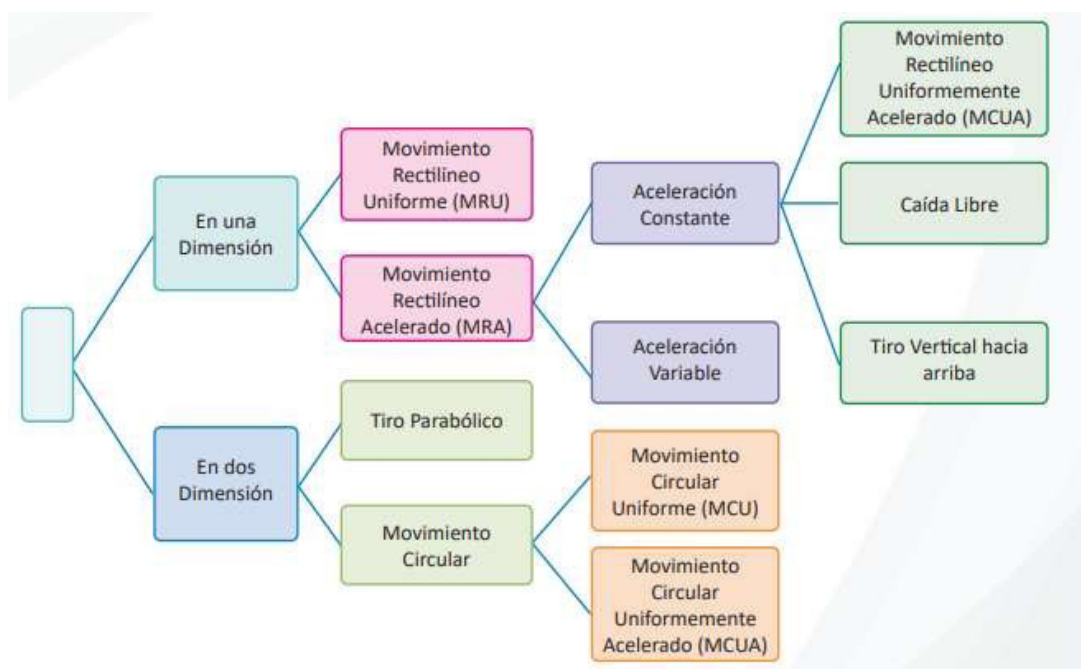 En una
Dimensión
Movimiento
Rectilíneo
Uniforme (MRU)
Movimiento
Rectilíneo
Acelerado (MRA)
Aceleración
Constante
Movimiento
Rectilíneo
Uniformemente
Acelerado (MCUA)
Caída Libre
Tiro Vertical hacia
arriba
Aceleración
Variable
En dos
Dimensión
Tiro Parabólico
Movimiento
Circular
Movimiento
Circular
Uniforme (MCU)
Movimiento
Circular
Uniformemente
Acelerado (MCUA)